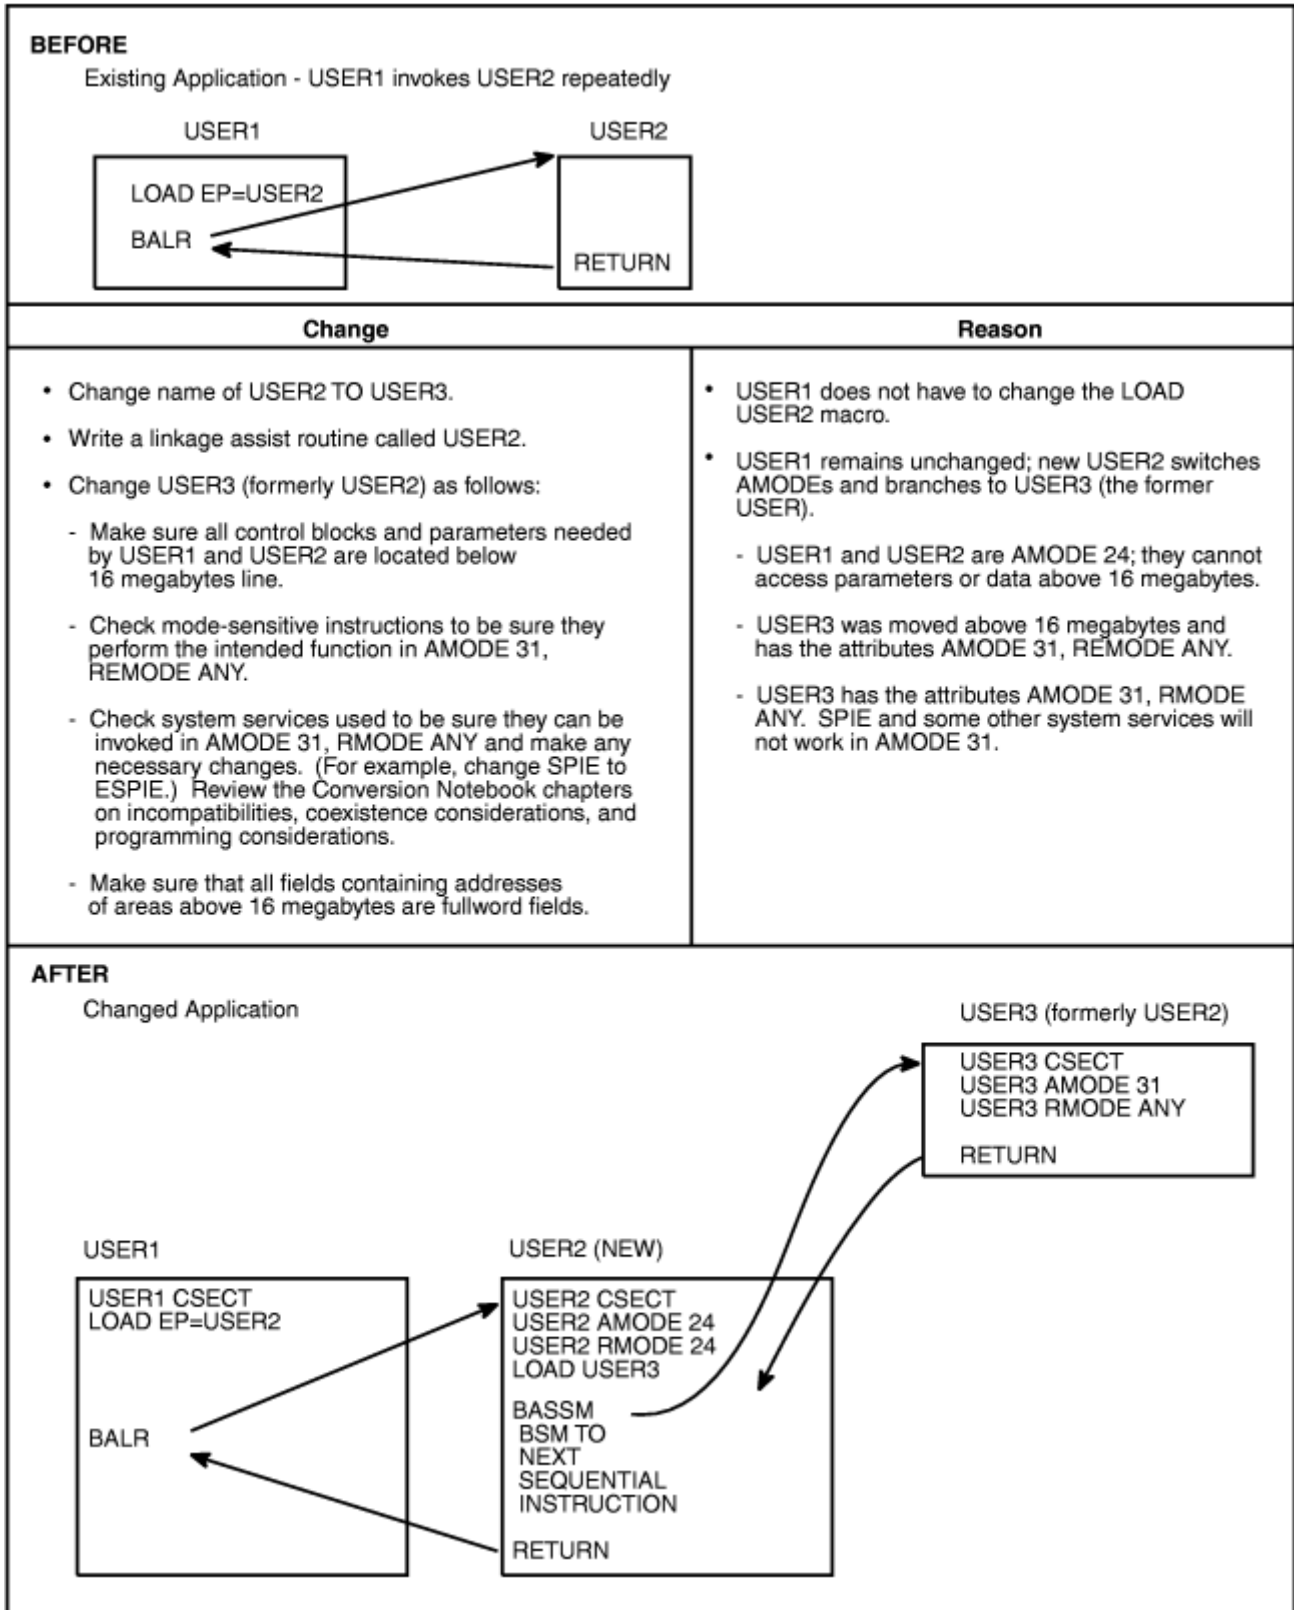 BEFORE
Existing Application - USER1 invokes USER2 repeatedly
USER1
LOAD EP=USER2
BALR
USER2
RETURN
Change
• Change name of USER2 TO USER3.
• Write a linkage assist routine called USER2.
• Change USER3 (formerly USER2) as follows:
- Make sure all control blocks and parameters needed
by USER1 and USER2 are located below
16 megabytes line.
- Check mode-sensitive instructions to be sure they
perform the intended function in AMODE 31,
REMODE ANY.
- Check system services used to be sure they can be
invoked in AMODE 31, RMODE ANY and make any
necessary changes. (For example, change SPIE to
ESPIE.) Review the Conversion Notebook chapters
on incompatibilities, coexistence considerations, and
programming considerations.
- Make sure that all fields containing addresses
of areas above 16 megabytes are fullword fields.
Reason
• USER1 does not have to change the LOAD
USER2 macro.
• USER1 remains unchanged; new USER2 switches
AMODEs and branches to USER3 (the former
USER).
- USER1 and USER2 are AMODE 24; they cannot
access parameters or data above 16 megabytes.
- USER3 was moved above 16 megabytes and
has the attributes AMODE 31, REMODE ANY.
- USER3 has the attributes AMODE 31, RMODE
ANY. SPIE and some other system services will
not work in AMODE 31.
AFTER
Changed Application
USER3 (formerly USER2)
USER3 CSECT
USER3 AMODE 31
USER3 RMODE ANY
RETURN
USER1
USER1 CSECT
LOAD EP=USER2
BALR
USER2 (NEW)
USER2 CSECT
USER2 AMODE 24
USER2 RMODE 24
LOAD USER3
BASSM
BSM TO
NEXT
SEQUENTIAL
INSTRUCTION
RETURN